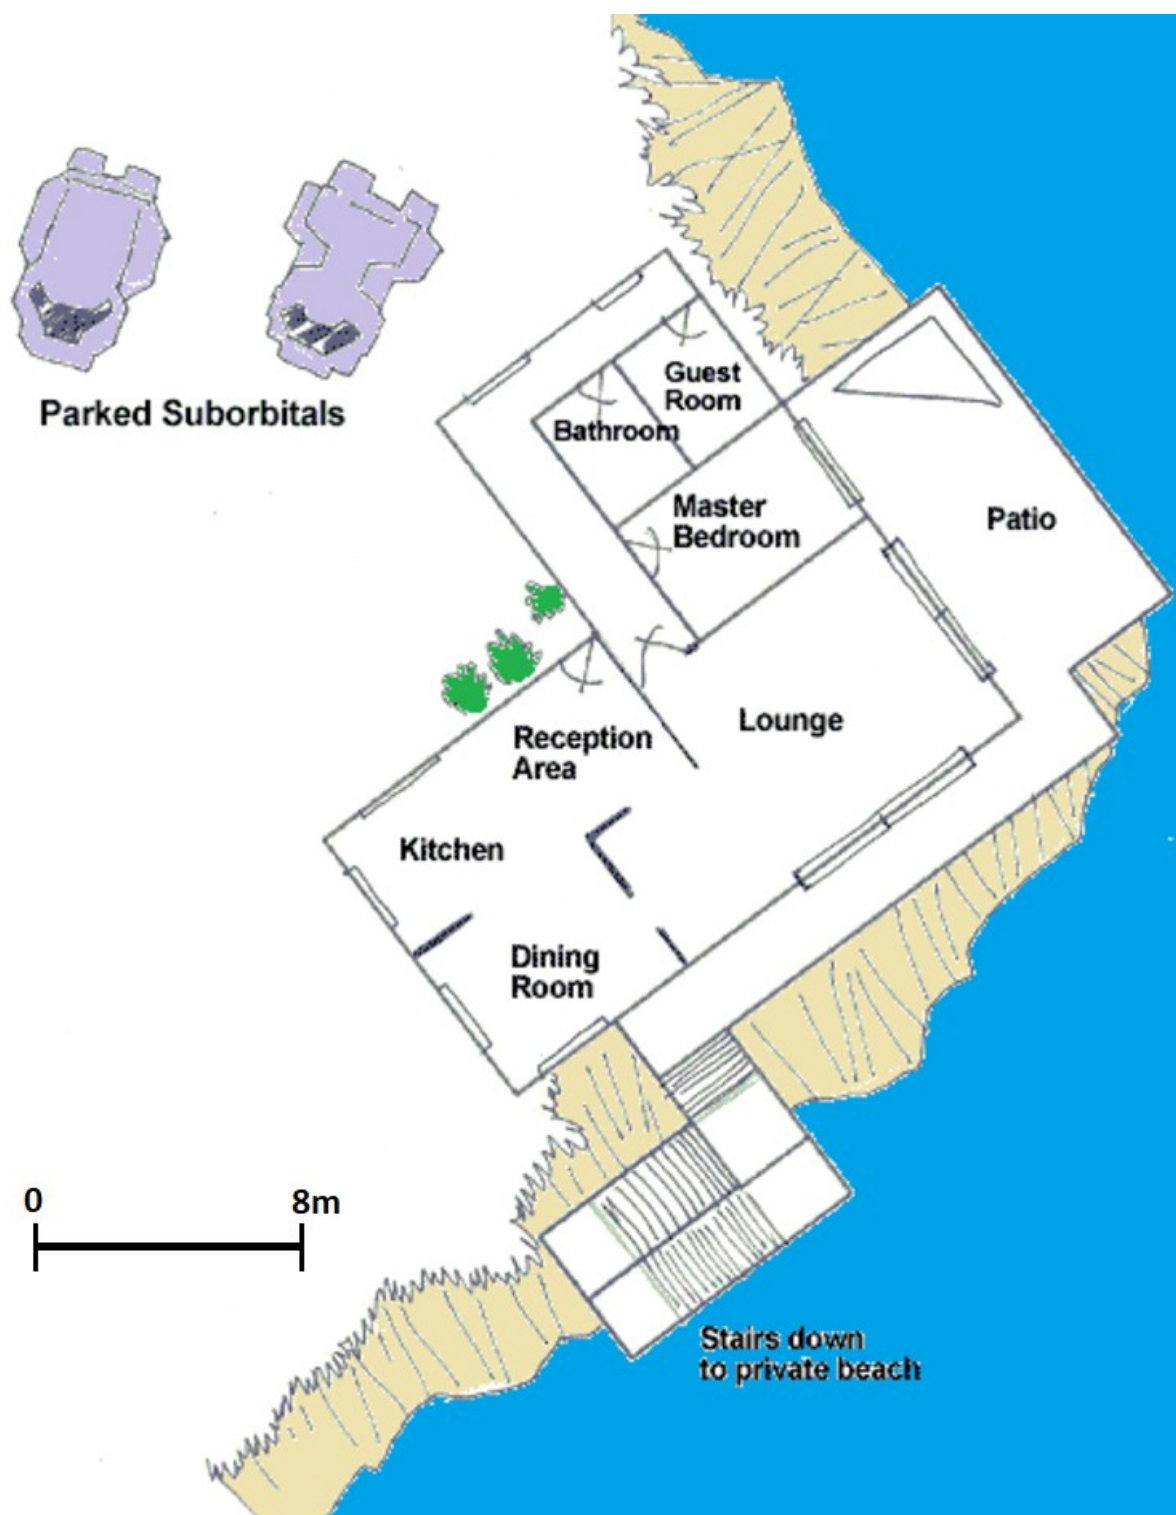 Parked Suborbitals
Guest
Room
Bathroom
Master
Bedroom
Patio
Reception
Area
Lounge
Kitchen
Dining
Room
0
8m
Stairs down
to private beach